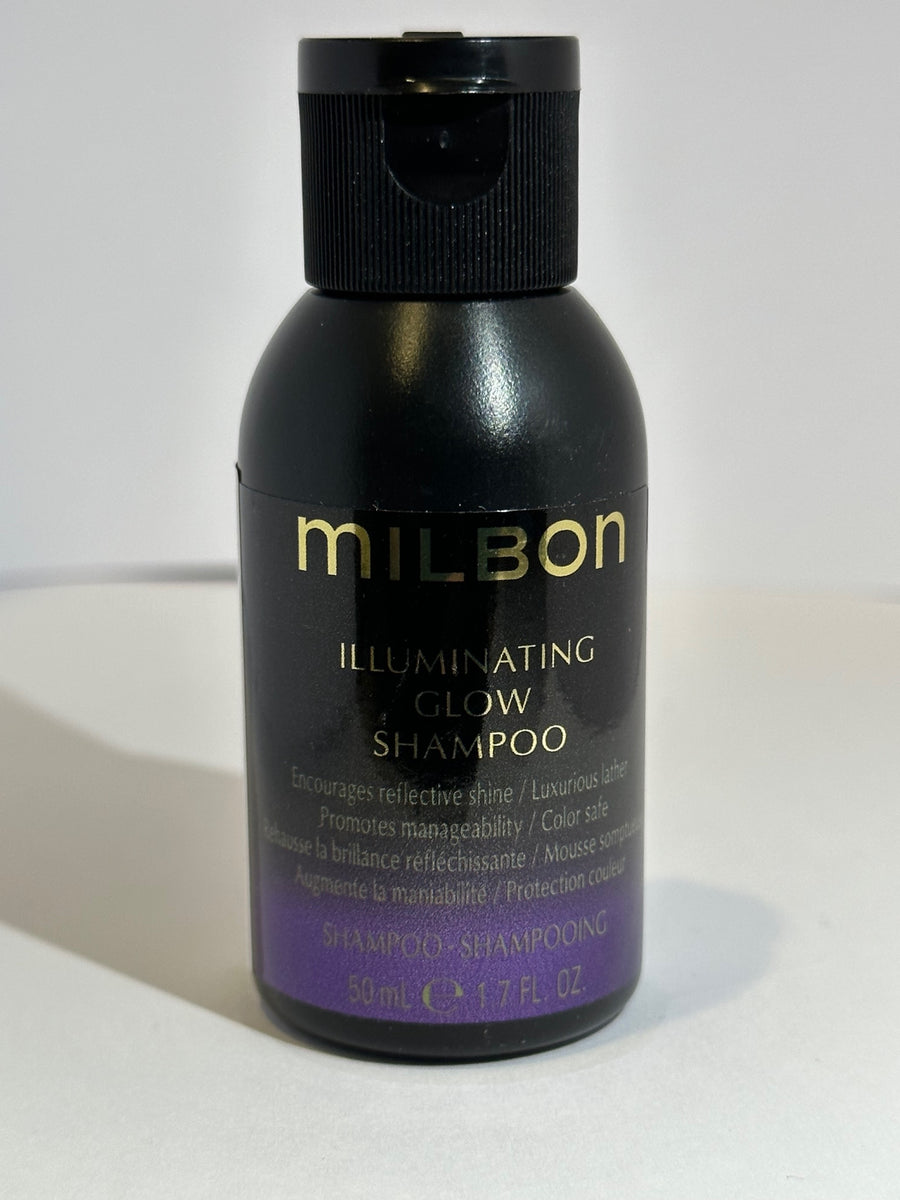 mILBon
ILLUMINATING
GLOW
SHAMPOO
Encourages reflective shine / Luxurious lather
Promotes manageability / Color safe
la brillance réfléchissante / Mousse
Augmente la maniabilité / Protection couleur
SHAMPOO - SHAMPOOING
50 mL ℮ 1.7 FL. OZ.